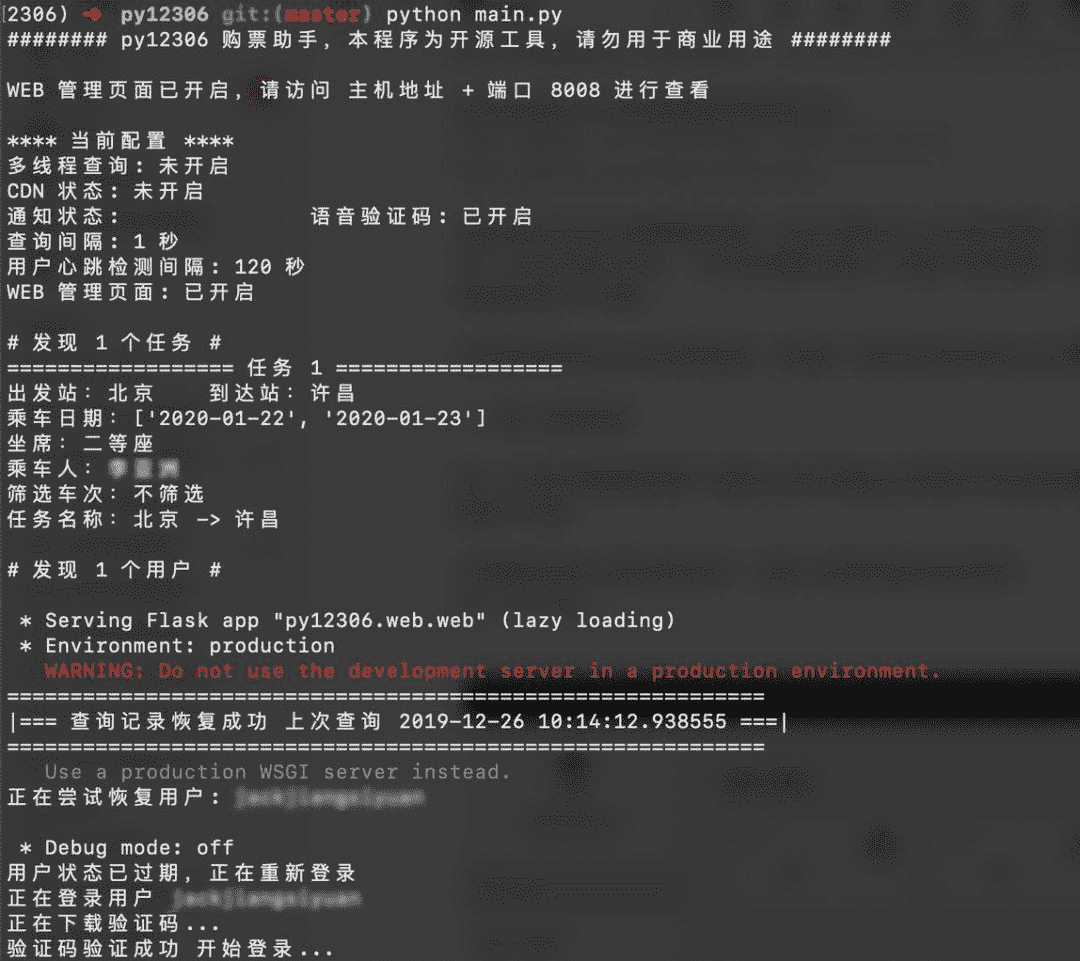 (2306) ➜ py12306 git:(master) python main.py
######## py12306 购票助手, 本程序为开源工具, 请勿用于商业用途 ########
WEB 管理页面已开启, 请访问 主机地址 + 端口 8008 进行查看
**** 当前配置 ****
多线程查询: 未开启
CDN 状态: 未开启
通知状态:
语音验证码: 已开启
查询间隔: 1 秒
用户心跳检测间隔: 120 秒
WEB 管理页面: 已开启
# 发现 1 个任务 #
================== 任务 1 ==================
出发站: 北京 到达站: 许昌
乘车日期: ['2020-01-22', '2020-01-23']
坐席: 二等座
乘车人:
筛选车次: 不筛选
任务名称: 北京 -> 许昌
# 发现 1 个用户 #
* Serving Flask app "py12306.web.web" (lazy loading)
* Environment: production
WARNING: Do not use the development server in a production environment.
============================================================
|=== 查询记录恢复成功 上次查询 2019-12-26 10:14:12.938555 ===|
============================================================
Use a production WSGI server instead.
正在尝试恢复用户:
* Debug mode: off
用户状态已过期, 正在重新登录
正在登录用户
正在下载验证码...
验证码验证成功 开始登录...